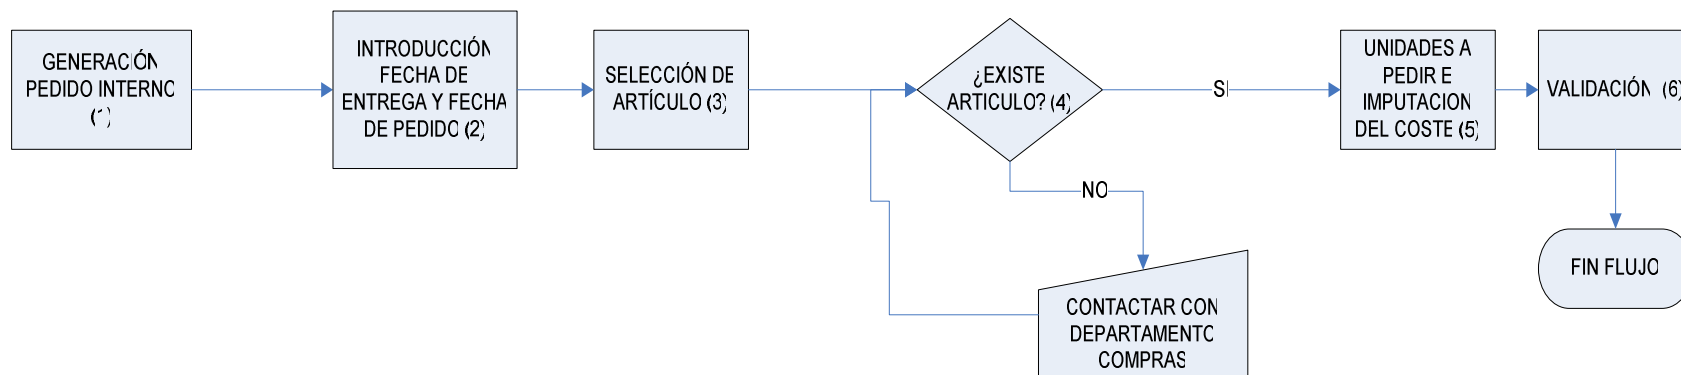 GENERACIÓN
PEDIDO INTERNO
(1)
INTRODUCCIÓN
FECHA DE
ENTREGA Y FECHA
DE PEDIDO (2)
SELECCIÓN DE
ARTÍCULO (3)
¿EXISTE
ARTICULO? (4)
SI
UNIDADES A
PEDIR E
IMPUTACION
DEL COSTE (5)
VALIDACIÓN (6)
NO
FIN FLUJO
CONTACTAR CON
DEPARTAMENTO
COMPRAS